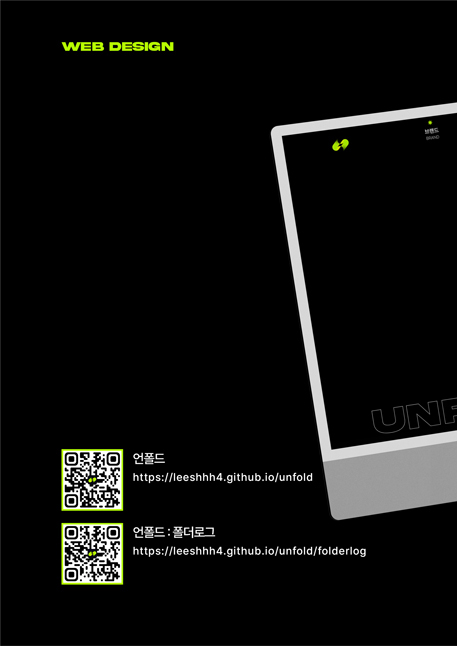 WEB DESIGN
브랜드
BRAND
UNF
언폴드
https://leeshhh4.github.io/unfold
언폴드 : 폴더로그
https://leeshhh4.github.io/unfold/folderlog